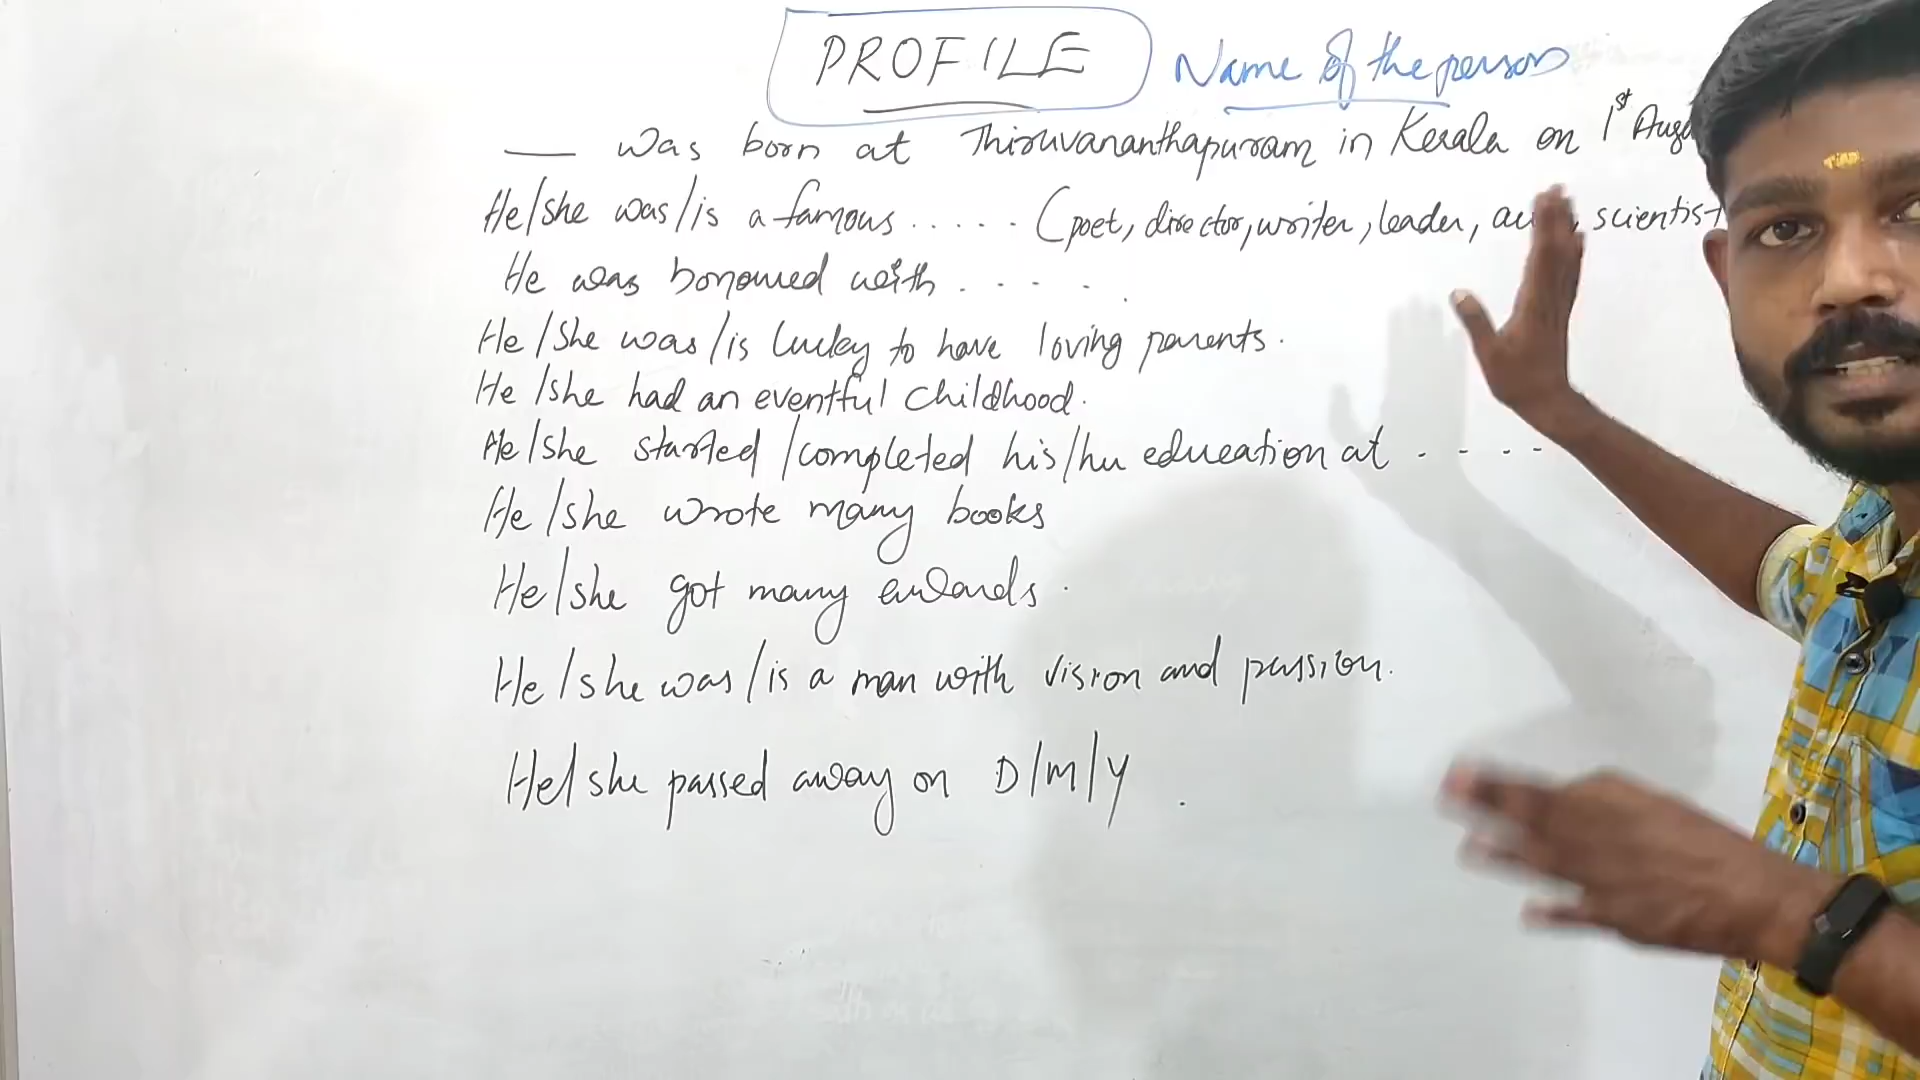 PROFILE Name of the person
___ was born at Thiruvananthapuram in Kerala on 1st
He/she was/is a famous ..... (poet, director, writer, leader, scientist
He was honoured with .....
He/She was/is lucky to have loving parents.
He/she had an eventful childhood.
He/she started/completed his/her education at ....
He/she wrote many books
He/she got many awards.
He/she was/is a man with vision and passion.
He/she passed away on D/M/Y.